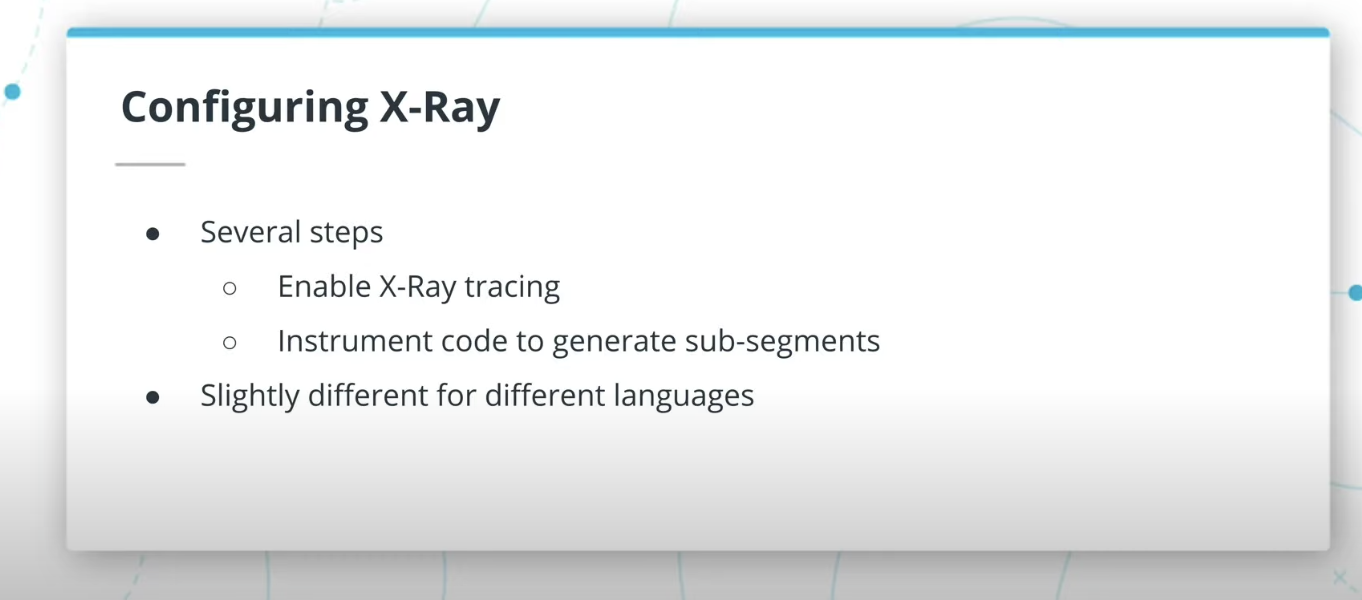 Configuring X-Ray
● Several steps
○ Enable X-Ray tracing
○ Instrument code to generate sub-segments
● Slightly different for different languages